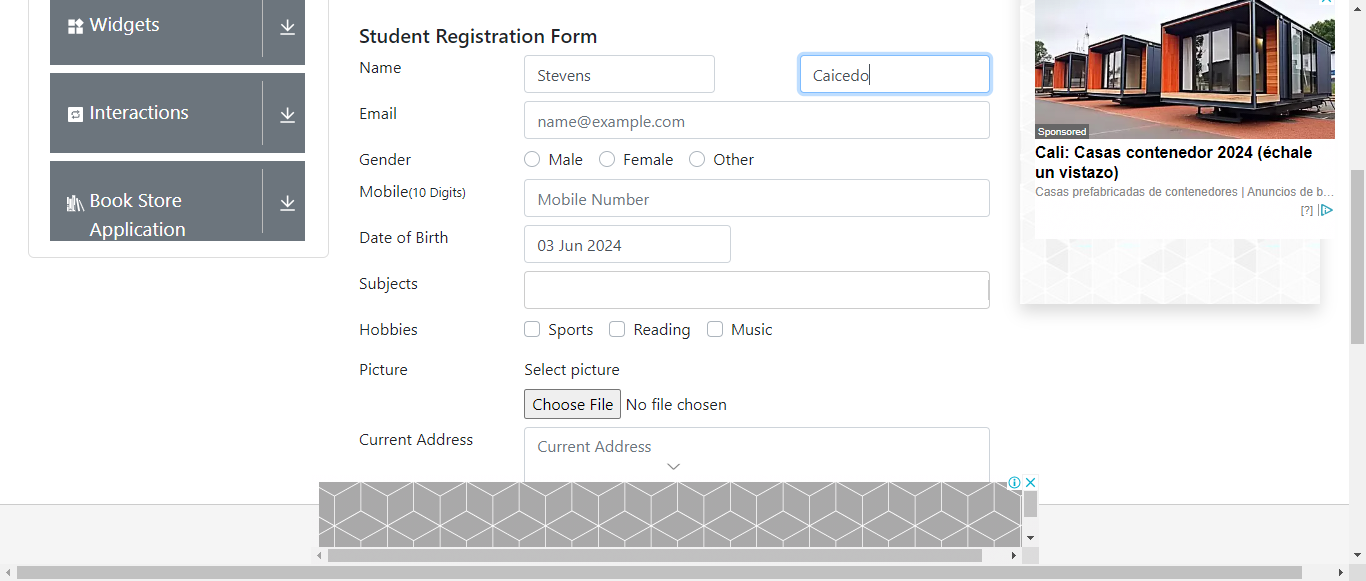 Widgets
Interactions
Book Store
Application
Student Registration Form
Name
Stevens
Caicedo
Email
name@example.com
Gender
Male
Female
Other
Mobile(10 Digits)
Mobile Number
Date of Birth
03 Jun 2024
Subjects
Hobbies
Sports
Reading
Music
Picture
Select picture
Choose File
No file chosen
Current Address
Current Address
Sponsored
Cali: Casas contenedor 2024 (échale
un vistazo)
Casas prefabricadas de contenedores | Anuncios de b...
[?]